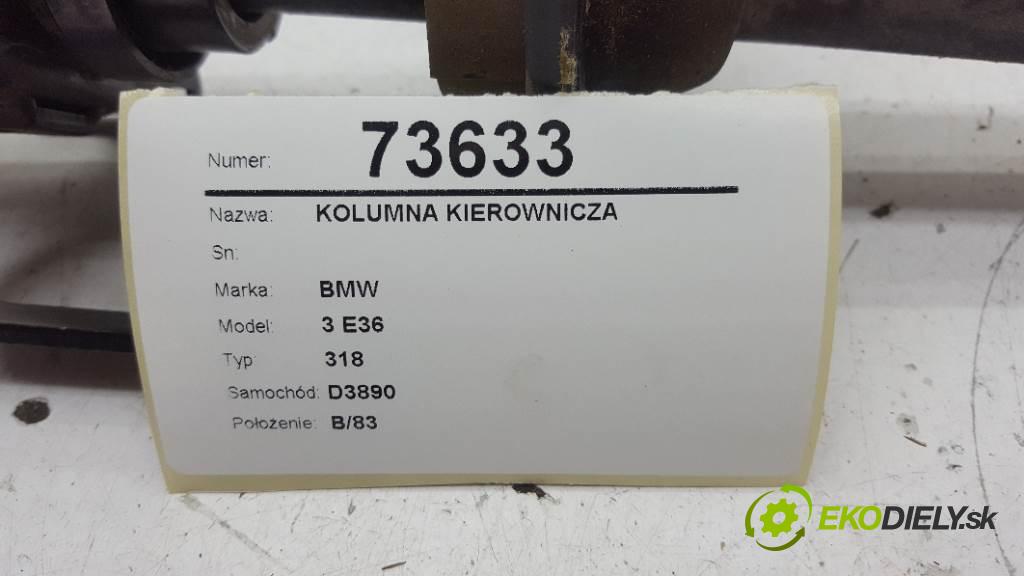 Numer: 73633
Nazwa: KOLUMNA KIEROWNICZA
Sn:
Marka: BMW
Model: 3 E36
Typ: 318
Samochód: D3890
Położenie: B/83
EKODIELY.sk